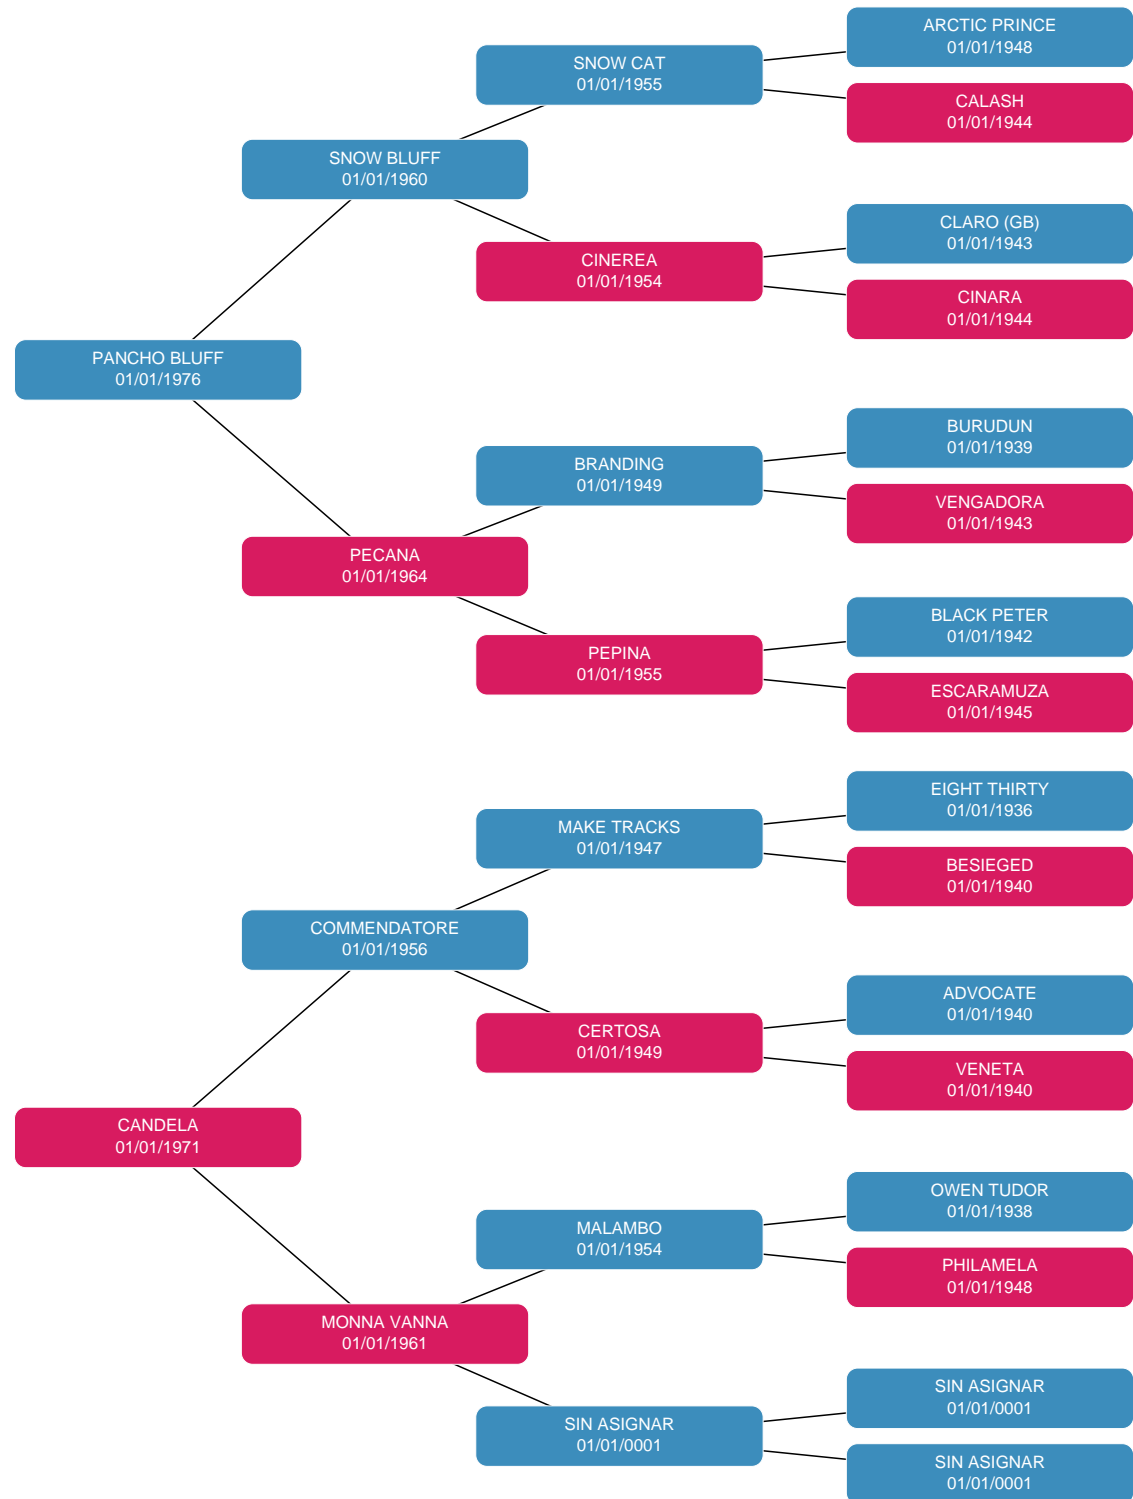 ARCTIC PRINCE
01/01/1948
SNOW CAT
01/01/1955
CALASH
01/01/1944
SNOW BLUFF
01/01/1960
CLARO (GB)
01/01/1943
CINEREA
01/01/1954
CINARA
01/01/1944
PANCHO BLUFF
01/01/1976
BURUDUN
01/01/1939
BRANDING
01/01/1949
VENGADORA
01/01/1943
PECANA
01/01/1964
BLACK PETER
01/01/1942
PEPINA
01/01/1955
ESCARAMUZA
01/01/1945
EIGHT THIRTY
01/01/1936
MAKE TRACKS
01/01/1947
BESIEGED
01/01/1940
COMMENDATORE
01/01/1956
ADVOCATE
01/01/1940
CERTOSA
01/01/1949
VENETA
01/01/1940
CANDELA
01/01/1971
OWEN TUDOR
01/01/1938
MALAMBO
01/01/1954
PHILAMELA
01/01/1948
MONNA VANNA
01/01/1961
SIN ASIGNAR
01/01/0001
SIN ASIGNAR
01/01/0001
SIN ASIGNAR
01/01/0001